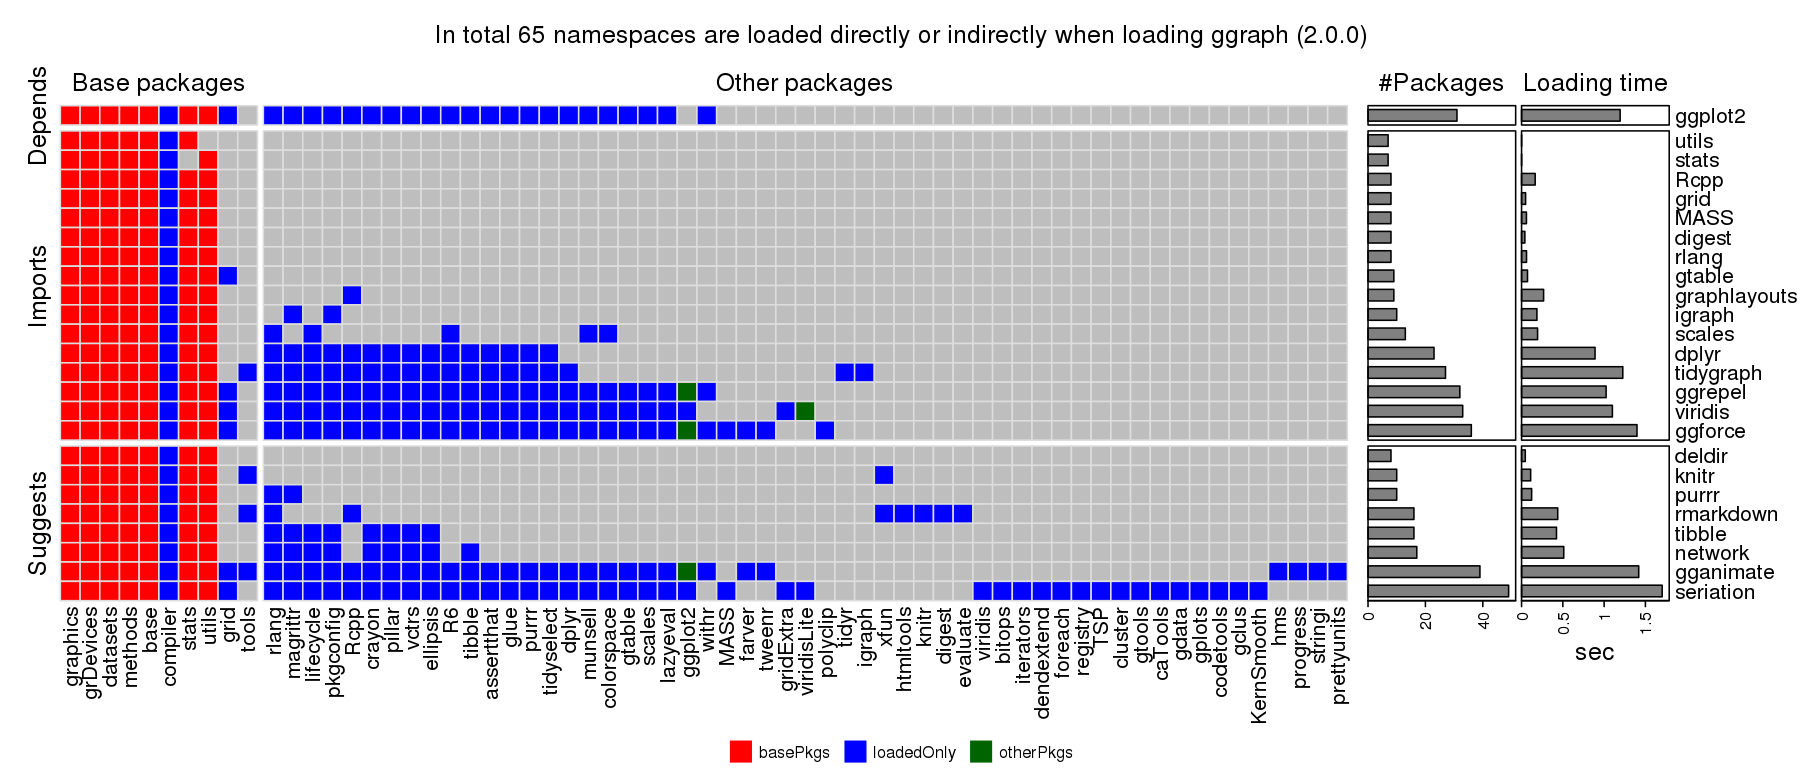 In total 65 namespaces are loaded directly or indirectly when loading ggraph (2.0.0)
Base packages
Other packages
#Packages
Loading time
Depends
Imports
Suggests
ggplot2
utils
stats
Rcpp
grid
MASS
digest
rlang
gtable
graphlayouts
igraph
scales
dplyr
tidygraph
ggrepel
viridis
ggforce
deldir
knitr
purrr
rmarkdown
tibble
network
gganimate
seriation
graphics
grDevices
datasets
methods
base
compiler
stats
utils
grid
tools
rlang
magrittr
lifecycle
pkgconfig
Rcpp
crayon
pillar
vctrs
ellipsis
R6
tibble
assertthat
glue
purrr
tidyselect
dplyr
munsell
colorspace
gtable
scales
lazyeval
ggplot2
withr
MASS
farver
tweenr
gridExtra
viridisLite
polyclip
tidyr
igraph
xfun
htmltools
knitr
digest
evaluate
viridis
bitops
iterators
dendextend
foreach
registry
TSP
cluster
gtools
caTools
gdata
gplots
codetools
gclus
KernSmooth
hms
progress
stringi
prettyunits
0 20 40
0 0.5 1 1.5
sec
basePkgs loadedOnly otherPkgs